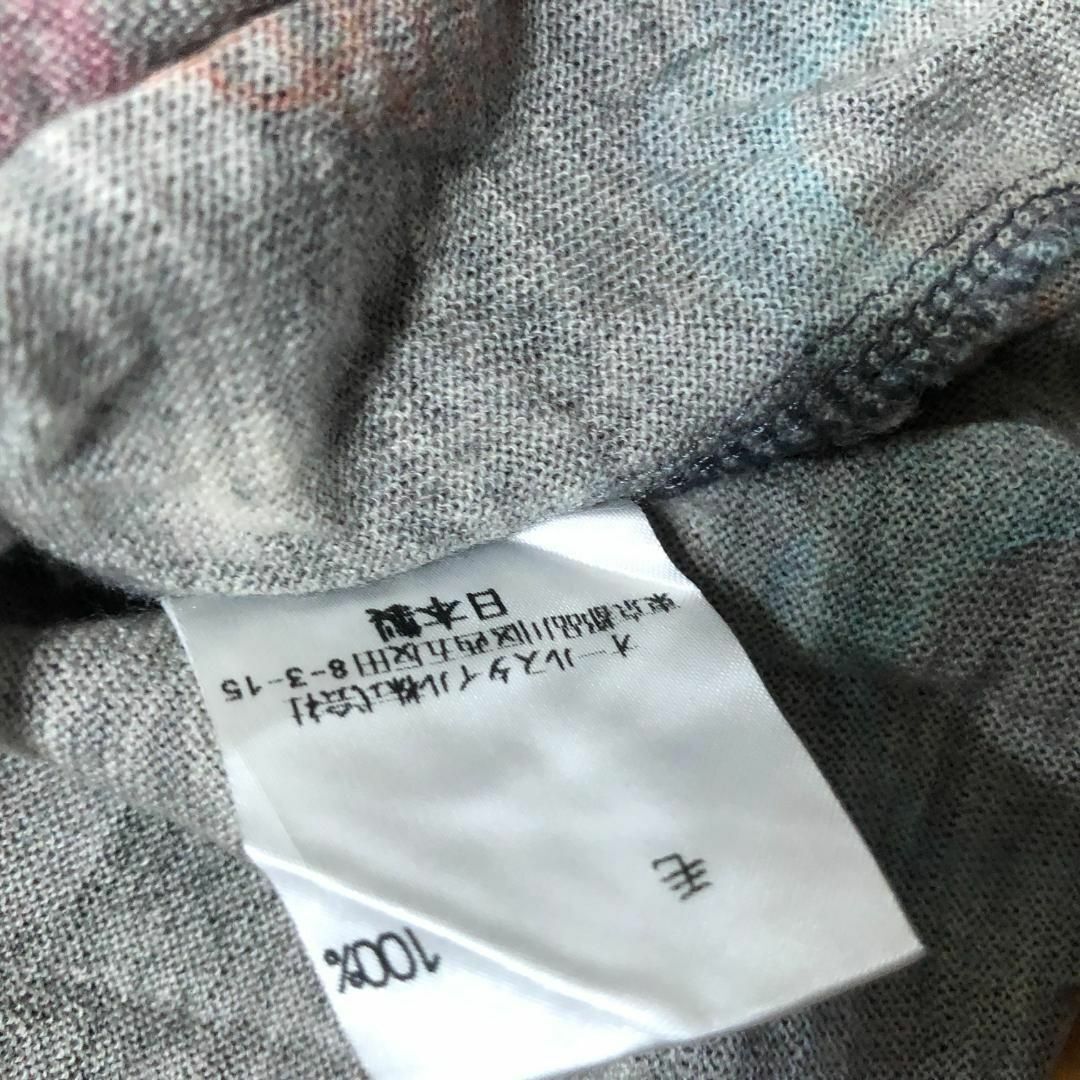 毛 100%
オールスタイル株式会社
東京都品川区西五反田8-3-15
日本製